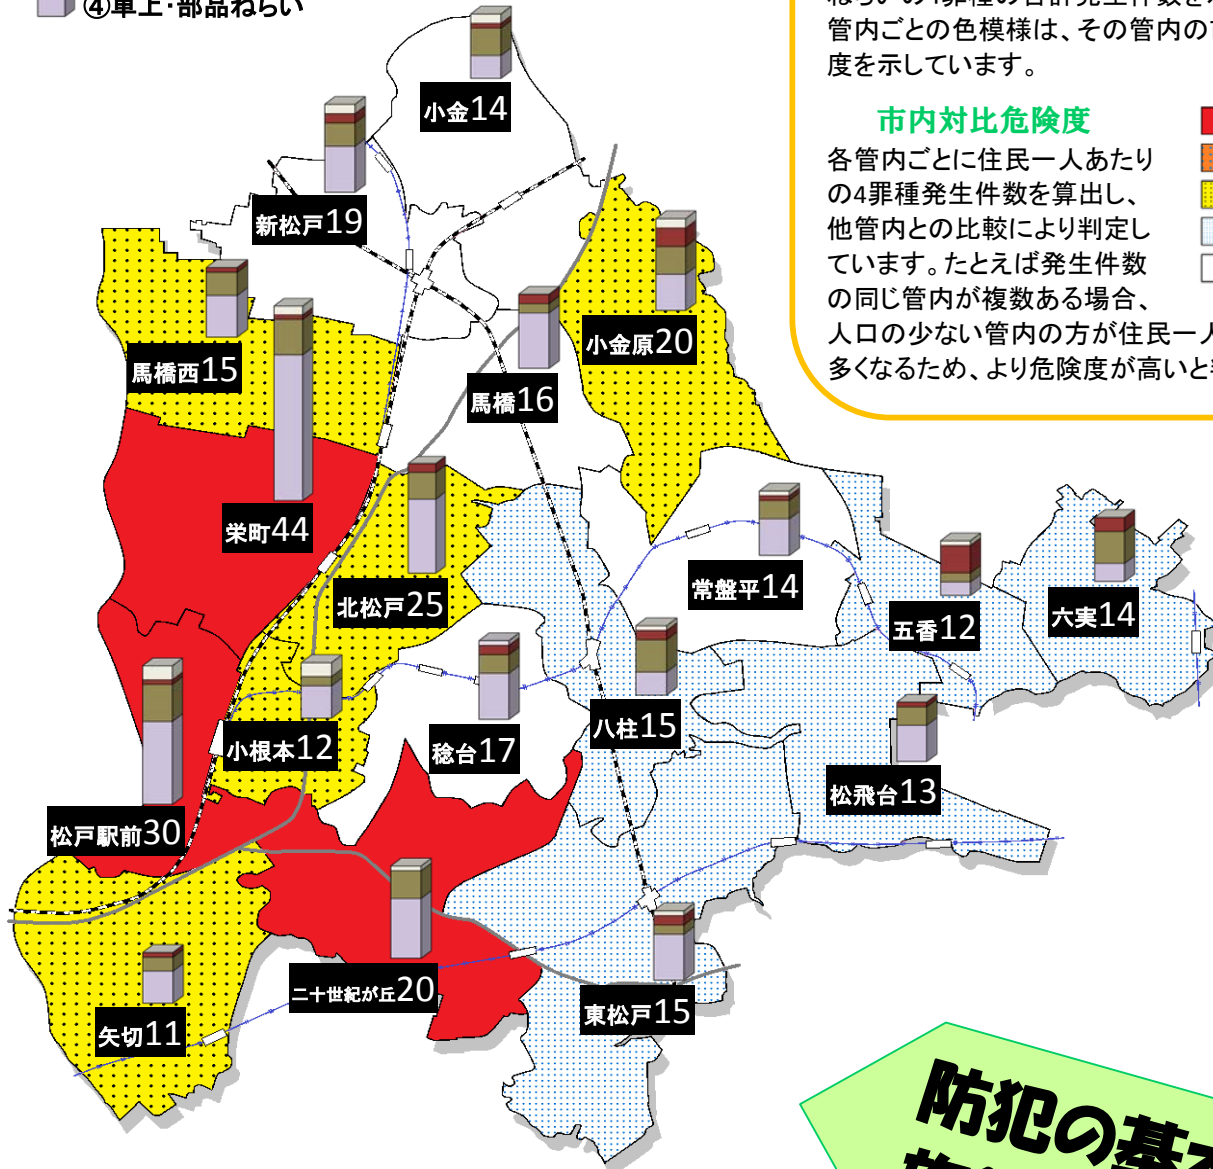 ④車上・部品ねらい
管内ごとの色模様は、その管内の
度を示しています。
市内対比危険度
各管内ごとに住民一人あたり
の4罪種発生件数を算出し、
他管内との比較により判定し
ています。たとえば発生件数
の同じ管内が複数ある場合、
人口の少ない管内の方が住民一人
多くなるため、より危険度が高いと
小金14
新松戸19
馬橋西15
小金原20
馬橋16
栄町44
北松戸25
常盤平14
五香12
六実14
小根本12
稔台17
八柱15
松飛台13
松戸駅前30
二十世紀が丘20
東松戸15
矢切11
防犯の基本